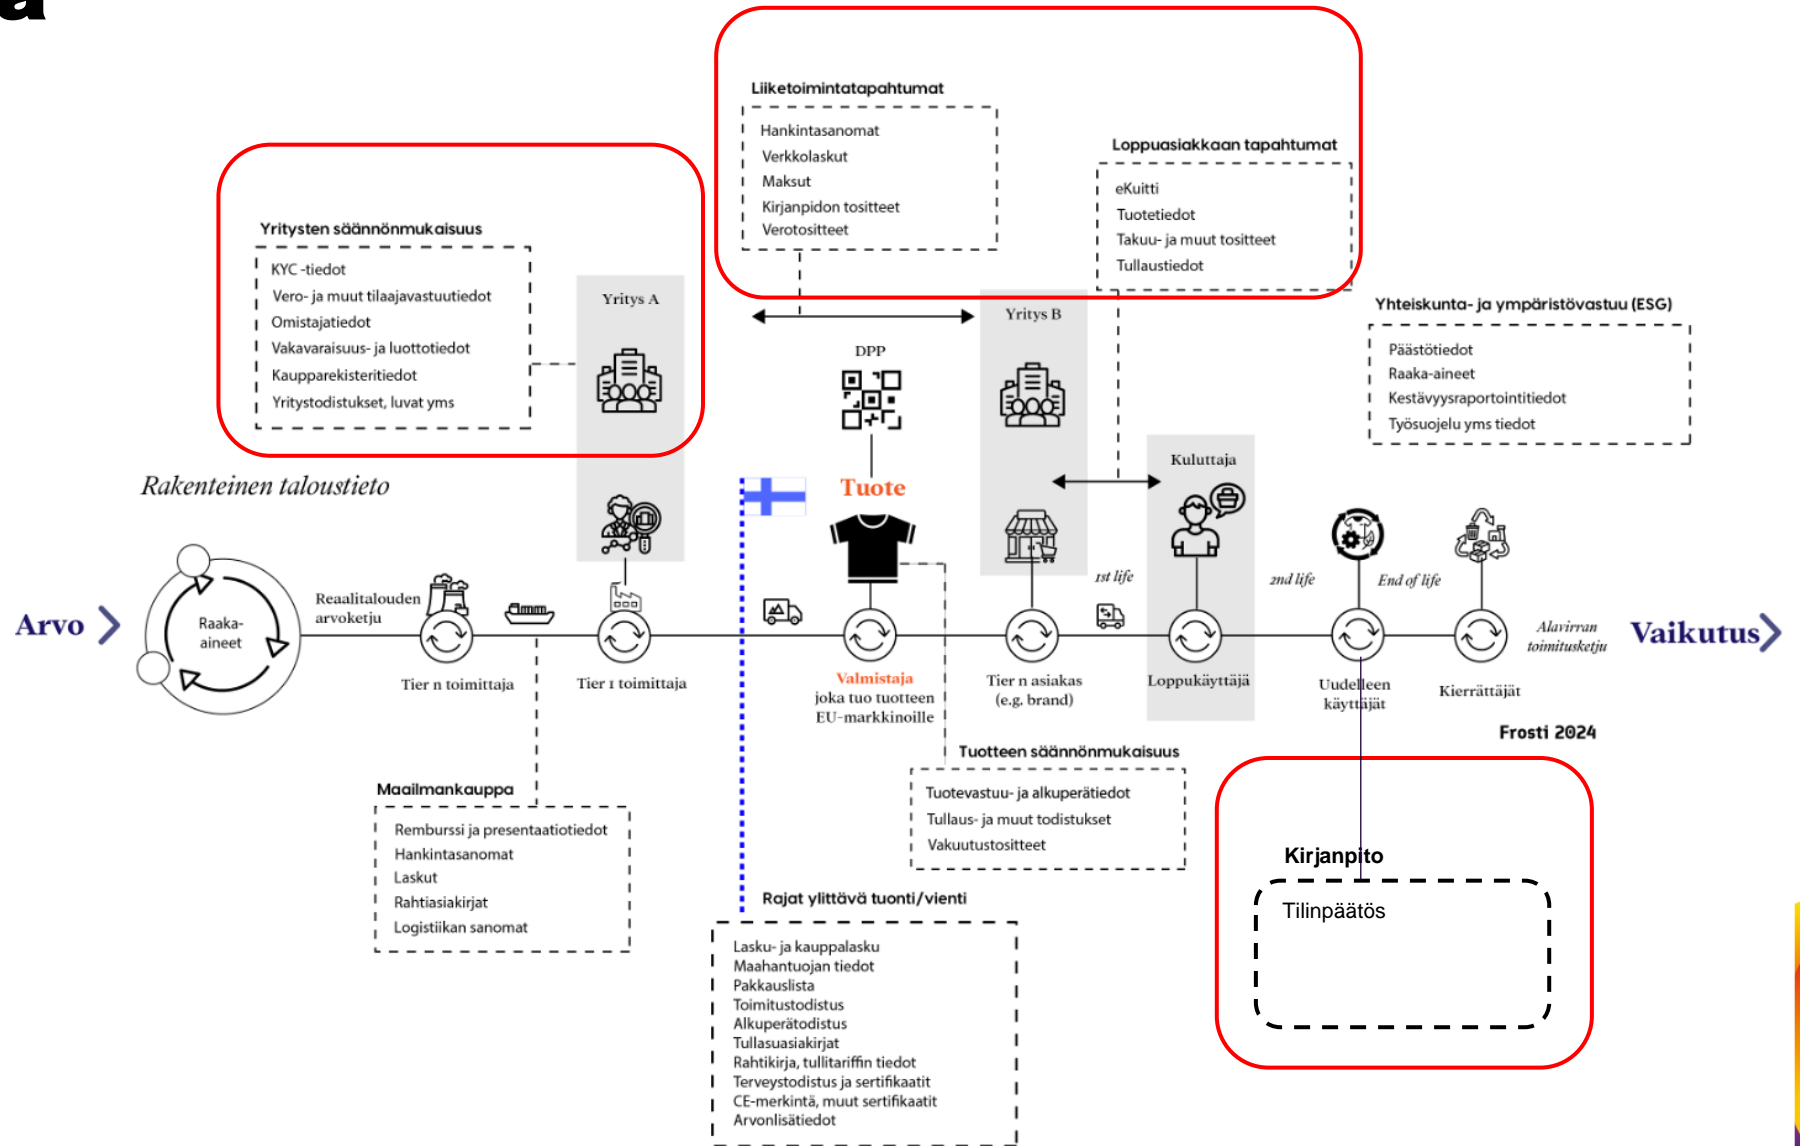 a
Liiketoimintatapahtumat
Hankintasanomat
Verkkolaskut
Maksut
Kirjanpidon tositteet
Verotositteet
Loppuasiakkaan tapahtumat
eKuitti
Tuotetiedot
Takuu- ja muut tositteet
Tullaustiedot
Yritysten säännönmukaisuus
KYC -tiedot
Vero- ja muut tilaajavastuutiedot
Omistajatiedot
Vakavaraisuus- ja luottotiedot
Kaupparekisteritiedot
Yritystodistukset, luvat yms
Yritys A
Yritys B
Yhteiskunta- ja ympäristövastuu (ESG)
Päästötiedot
Raaka-aineet
Kestävyysraportointitiedot
Työsuojelu yms tiedot
DPP
Kuluttaja
Rakenteinen taloustieto
Tuote
1st life
2nd life
End of life
Arvo
Raaka-
aineet
Reaalitalouden
arvoketju
Alavirran
toimitusketju
Vaikutus
Tier n toimittaja
Tier 1 toimittaja
Valmistaja
joka tuo tuotteen
EU-markkinoille
Tier n asiakas
(e.g. brand)
Loppukäyttäjä
Uudelleen
käyttäjät
Kierrättäjät
Frosti 2024
Maailmankauppa
Remburssi ja presentaatiotiedot
Hankintasanomat
Laskut
Rahtiasiakirjat
Logistiikan sanomat
Tuotteen säännönmukaisuus
Tuotevastuu- ja alkuperätiedot
Tullaus- ja muut todistukset
Vakuutustositteet
Kirjanpito
Tilinpäätös
Rajat ylittävä tuonti/vienti
Lasku- ja kauppalasku
Maahantuojan tiedot
Pakkauslista
Toimitustodistus
Alkuperätodistus
Tullasuasiakirjat
Rahtikirja, tullitariffin tiedot
Terveystodistus ja sertifikaatit
CE-merkintä, muut sertifikaatit
Arvonlisätiedot